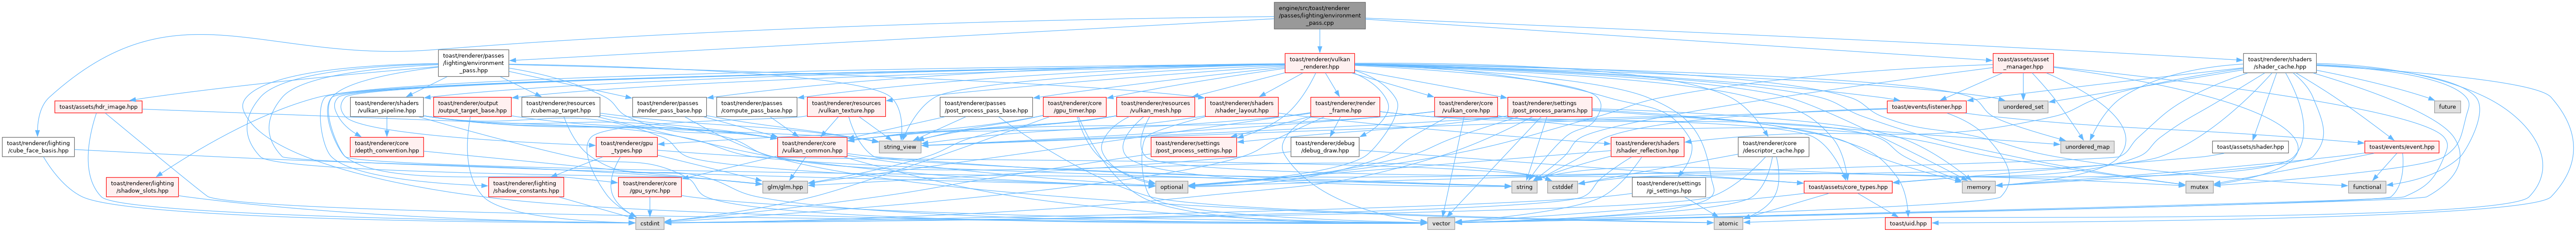 engine/src/toast/renderer
/passes/lighting/environment
_pass.cpp
toast/renderer/passes
/lighting/environment
_pass.hpp
toast/renderer/vulkan
_renderer.hpp
toast/assets/asset
_manager.hpp
toast/renderer/shaders
/shader_cache.hpp
toast/assets/hdr_image.hpp
toast/renderer/shaders
/vulkan_pipeline.hpp
toast/renderer/output
/output_target_base.hpp
toast/renderer/resources
/cubemap_target.hpp
toast/renderer/passes
/render_pass_base.hpp
toast/renderer/passes
/compute_pass_base.hpp
toast/renderer/resources
/vulkan_texture.hpp
toast/renderer/passes
/post_process_pass_base.hpp
toast/renderer/core
/gpu_timer.hpp
toast/renderer/resources
/vulkan_mesh.hpp
toast/renderer/shaders
/shader_layout.hpp
toast/renderer/render
_frame.hpp
toast/renderer/core
/vulkan_core.hpp
toast/renderer/settings
/post_process_params.hpp
toast/events/listener.hpp
unordered_set
future
toast/renderer/lighting
/cube_face_basis.hpp
toast/renderer/core
/depth_convention.hpp
toast/renderer/gpu
_types.hpp
toast/renderer/core
/vulkan_common.hpp
string_view
toast/renderer/settings
/post_process_settings.hpp
toast/renderer/debug
/debug_draw.hpp
toast/renderer/shaders
/shader_reflection.hpp
toast/renderer/core
/descriptor_cache.hpp
unordered_map
toast/assets/shader.hpp
toast/events/event.hpp
toast/renderer/lighting
/shadow_slots.hpp
toast/renderer/lighting
/shadow_constants.hpp
toast/renderer/core
/gpu_sync.hpp
glm/glm.hpp
optional
string
cstddef
toast/renderer/settings
/gi_settings.hpp
toast/assets/core_types.hpp
memory
mutex
functional
cstdint
vector
atomic
toast/uid.hpp